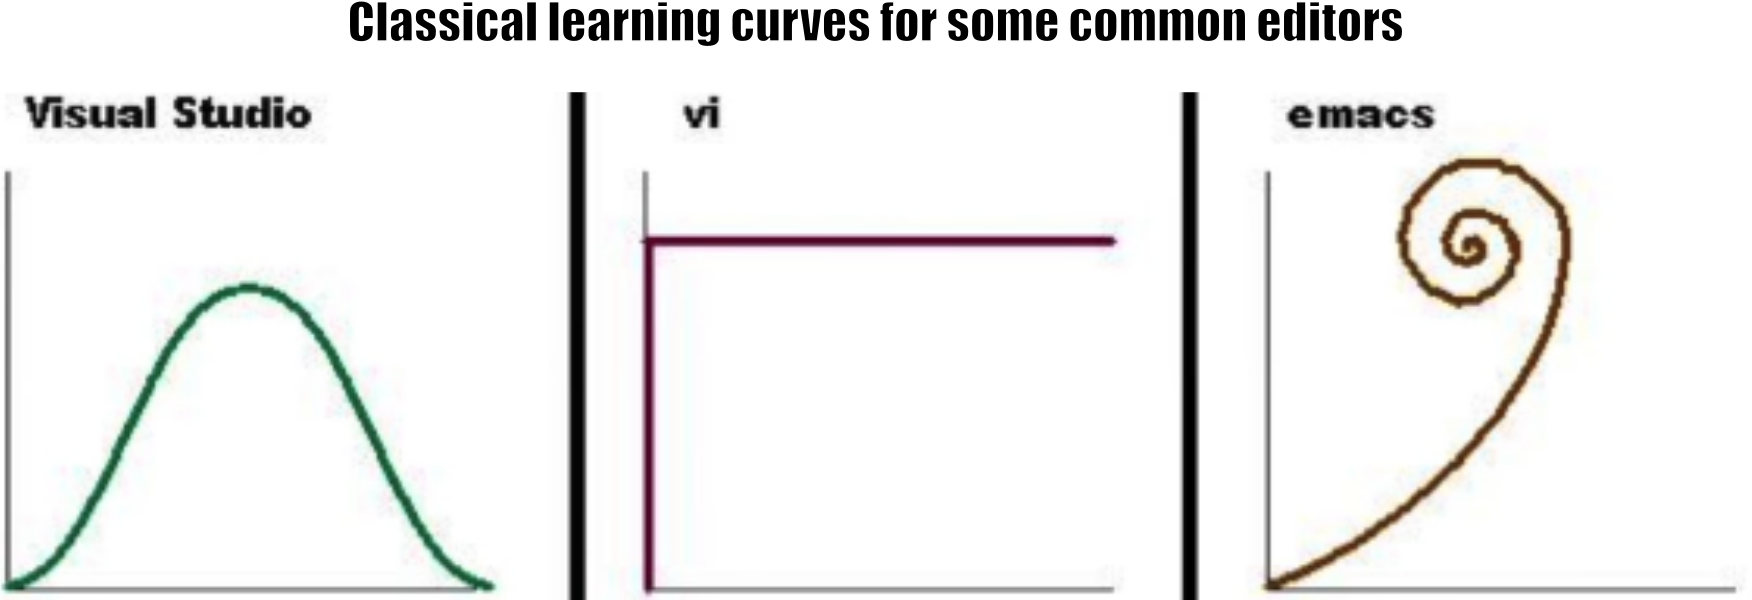 Classical learning curves for some common editors
Visual Studio
vi
emacs